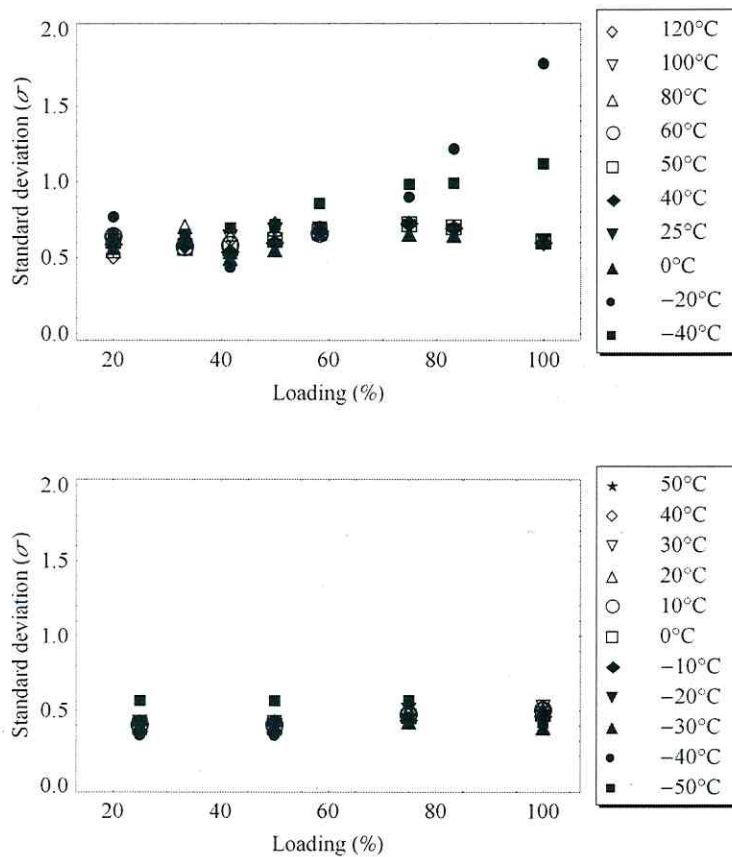 2.0
1.5
1.0
0.5
0.0
Standard deviation (σ)
20 40 60 80 100
Loading (%)
120°C
100°C
80°C
60°C
50°C
40°C
25°C
0°C
−20°C
−40°C
2.0
1.5
1.0
0.5
0.0
Standard deviation (σ)
20 40 60 80 100
Loading (%)
50°C
40°C
30°C
20°C
10°C
0°C
−10°C
−20°C
−30°C
−40°C
−50°C